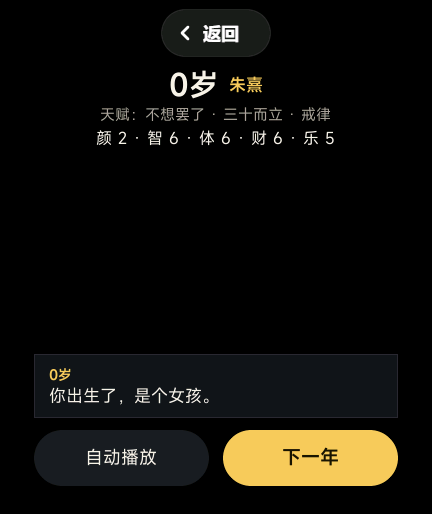 返回
0岁 朱熹
天赋：不想罢了 · 三十而立 · 戒律
颜 2 · 智 6 · 体 6 · 财 6 · 乐 5
0岁
你出生了，是个女孩。
自动播放 下一年